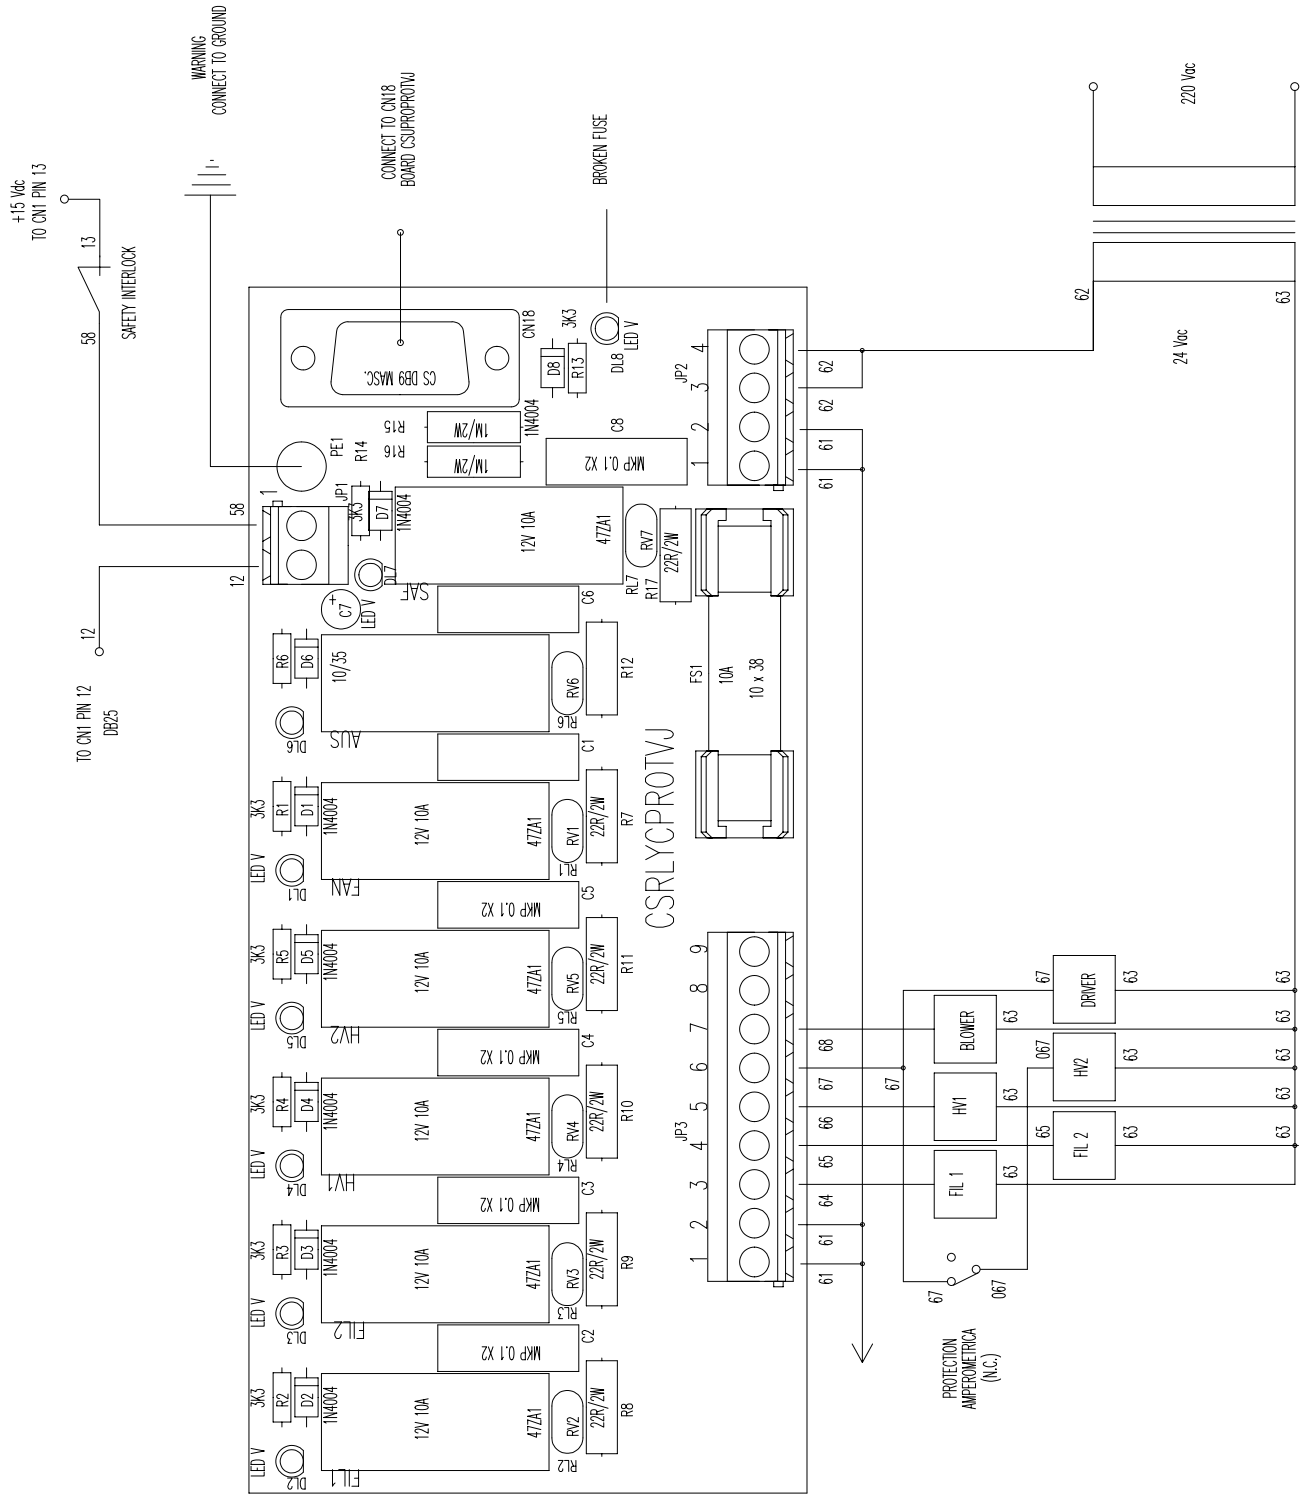 WARNING
CONNECT TO GROUND
+15 Vdc
TO CN1 PIN 13
13
SAFETY INTERLOCK
58
CONNECT TO CN18
BOARD CSUPROPROTVJ
BROKEN FUSE
220 Vac
62
63
24 Vac
12
TO CN1 PIN 12
DB25
58
12
1
JP1
PE1
R14
3K3
D7
1N4004
DL7
LED V
C7
+
CN18
CS DB9 MASC.
R15
1M/2W
R16
1M/2W
1N4004
D8
R13
3K3
DL8
LED V
C8
MKP 0.1 X2
JP2
4
3
2
1
62
62
61
61
SAF
12V 10A
47ZA1
RV7
RL7
R17
22R/2W
C6
FS1
10A
10 x 38
R6
D6
DL6
AUS
10/35
RV6
RL6
R12
C1
3K3
R1
D1
1N4004
LED V
DL1
FAN
12V 10A
47ZA1
RV1
RL1
22R/2W
R7
C5
MKP 0.1 X2
CSRLYCPROTVJ
3K3
R5
D5
1N4004
LED V
DL5
HV2
12V 10A
47ZA1
RV5
RL5
22R/2W
R11
C4
MKP 0.1 X2
3K3
R4
D4
1N4004
LED V
DL4
HV1
12V 10A
47ZA1
RV4
RL4
22R/2W
R10
C3
MKP 0.1 X2
3K3
R3
D3
1N4004
LED V
DL3
FIL2
12V 10A
47ZA1
RV3
RL3
22R/2W
R9
C2
MKP 0.1 X2
3K3
R2
D2
1N4004
LED V
DL2
FIL1
12V 10A
47ZA1
RV2
RL2
22R/2W
R8
JP3
9
8
7
6
5
4
3
2
1
68
67
66
65
64
61
61
67
67
DRIVER
63
63
BLOWER
63
63
067
HV2
63
63
HV1
63
63
65
FIL 2
63
63
FIL 1
63
67
067
PROTECTION
AMPEROMETRICA
(N.C.)